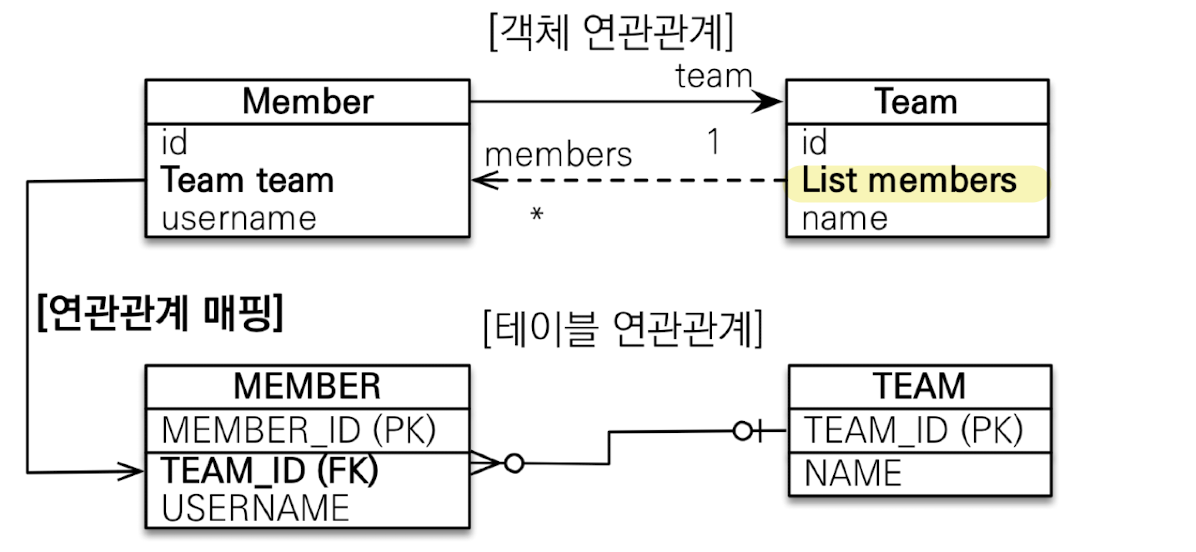 [객체 연관관계]
team
Member
Team
id
Team team
username
members
1
*
id
List members
name
[연관관계 매핑]
[테이블 연관관계]
MEMBER
MEMBER_ID (PK)
TEAM_ID (FK)
USERNAME
TEAM
TEAM_ID (PK)
NAME